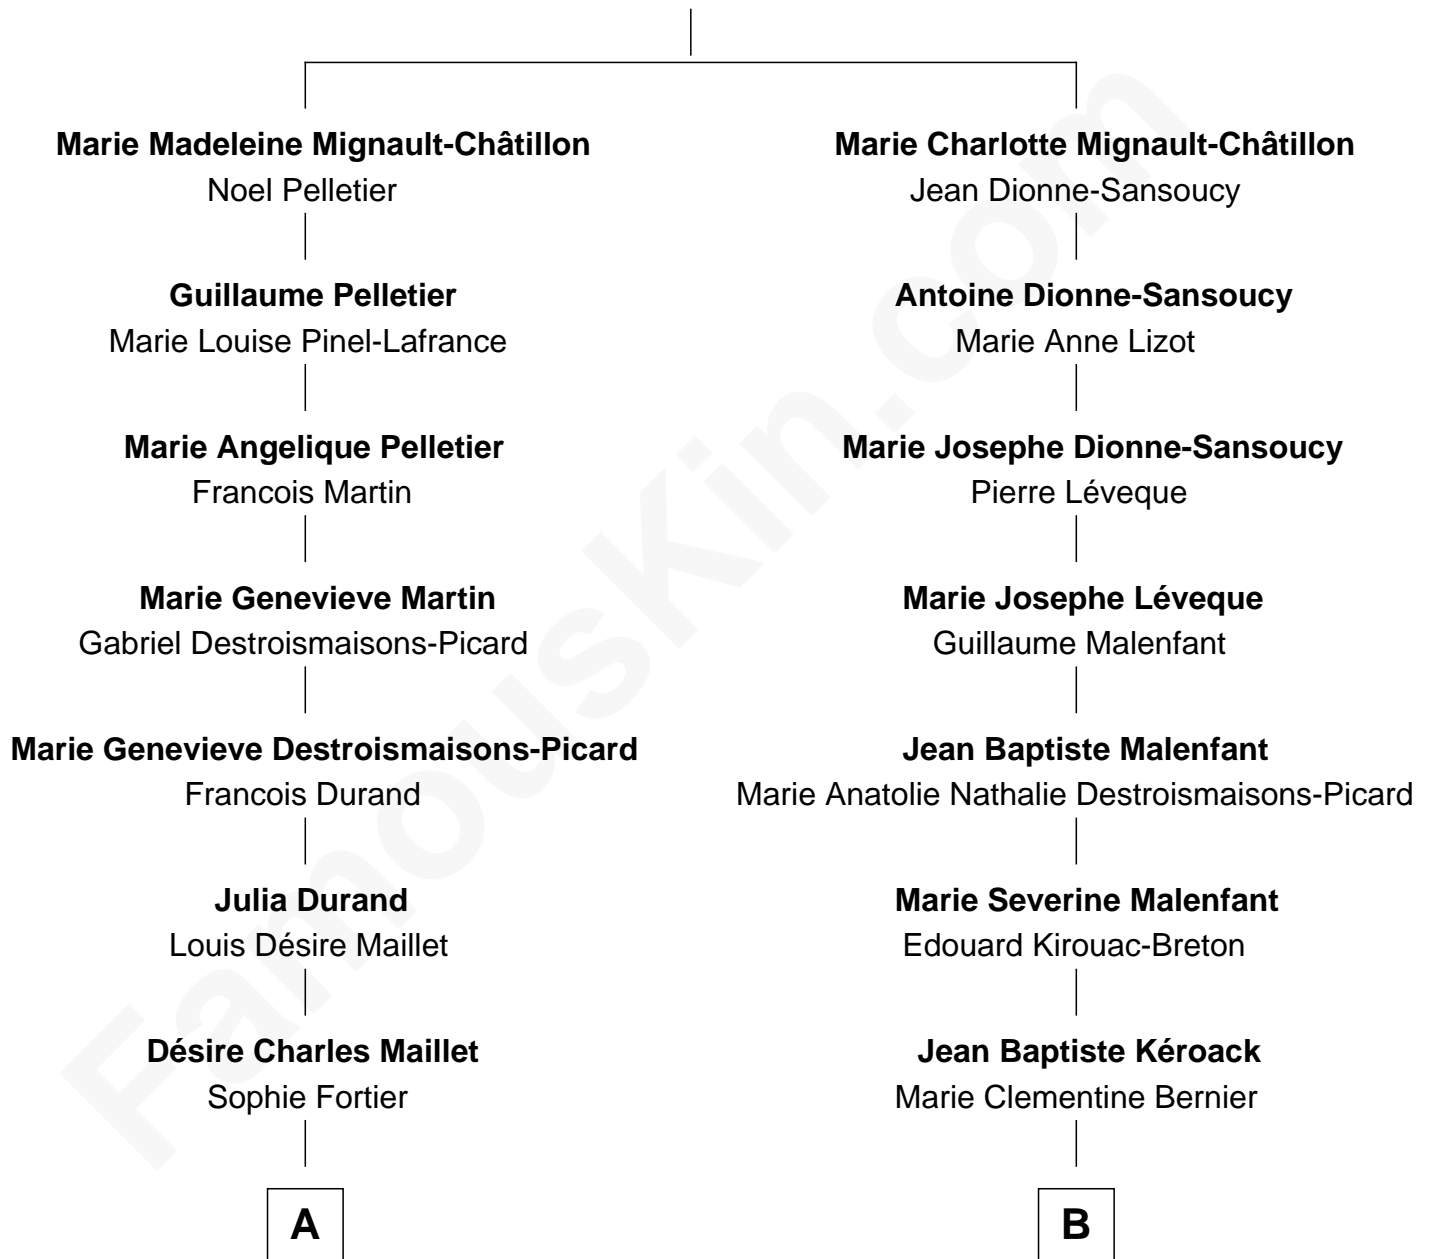 Marie Madeleine Mignault-Châtillon
Noel Pelletier
Guillaume Pelletier
Marie Louise Pinel-Lafrance
Marie Angelique Pelletier
Francois Martin
Marie Genevieve Martin
Gabriel Destroismaisons-Picard
Marie Genevieve Destroismaisons-Picard
Francois Durand
Julia Durand
Louis Désire Maillet
Désire Charles Maillet
Sophie Fortier
A
Marie Charlotte Mignault-Châtillon
Jean Dionne-Sansoucy
Antoine Dionne-Sansoucy
Marie Anne Lizot
Marie Josephe Dionne-Sansoucy
Pierre Léveque
Marie Josephe Léveque
Guillaume Malenfant
Jean Baptiste Malenfant
Marie Anatolie Nathalie Destroismaisons-Picard
Marie Severine Malenfant
Edouard Kirouac-Breton
Jean Baptiste Kéroack
Marie Clementine Bernier
B
FamousKin.com